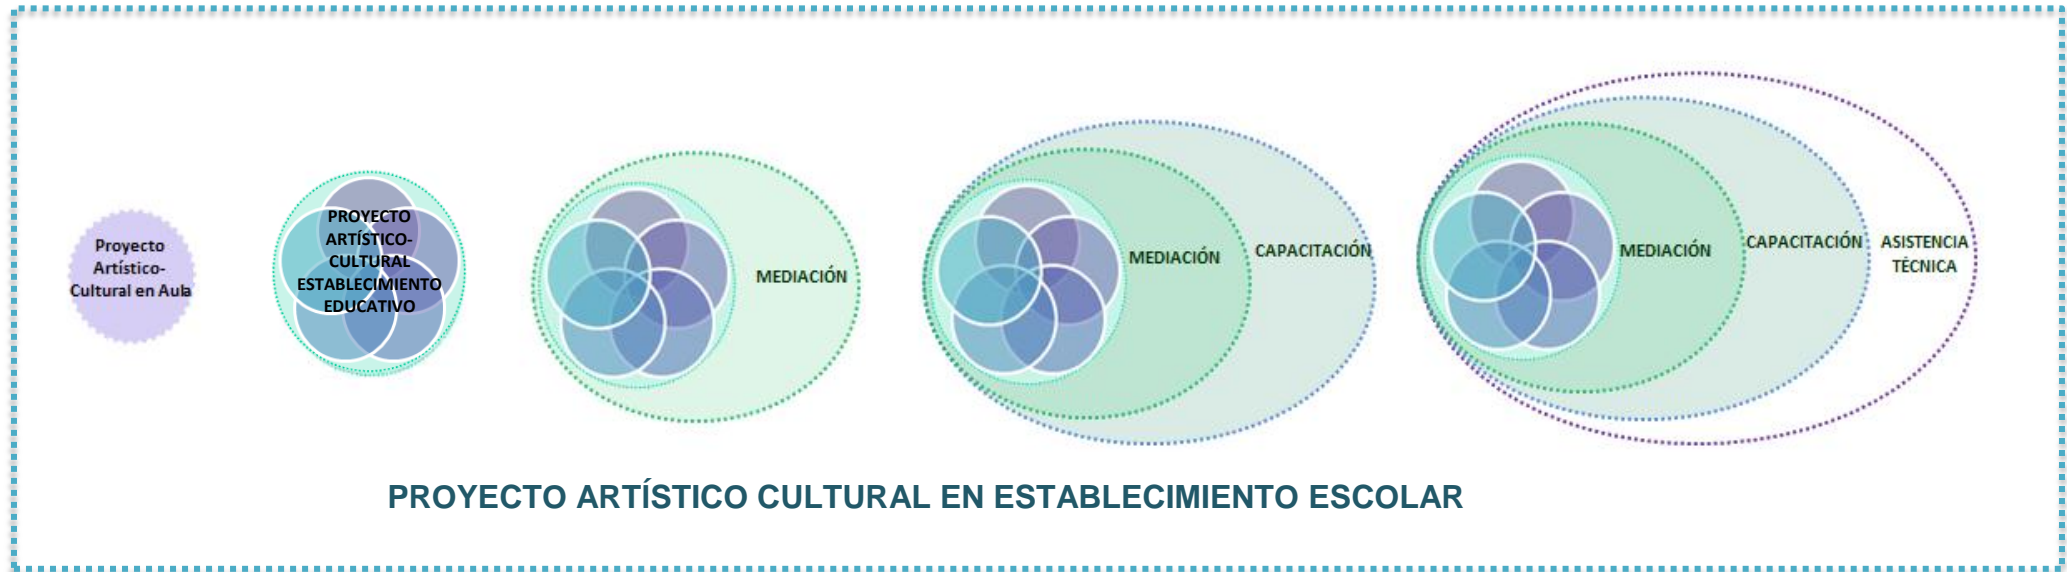 Proyecto
Artístico-
Cultural en Aula
PROYECTO
ARTÍSTICO-
CULTURAL
ESTABLECIMIENTO
EDUCATIVO
MEDIACIÓN
MEDIACIÓN
CAPACITACIÓN
MEDIACIÓN
CAPACITACIÓN
ASISTENCIA
TÉCNICA
PROYECTO ARTÍSTICO CULTURAL EN ESTABLECIMIENTO ESCOLAR